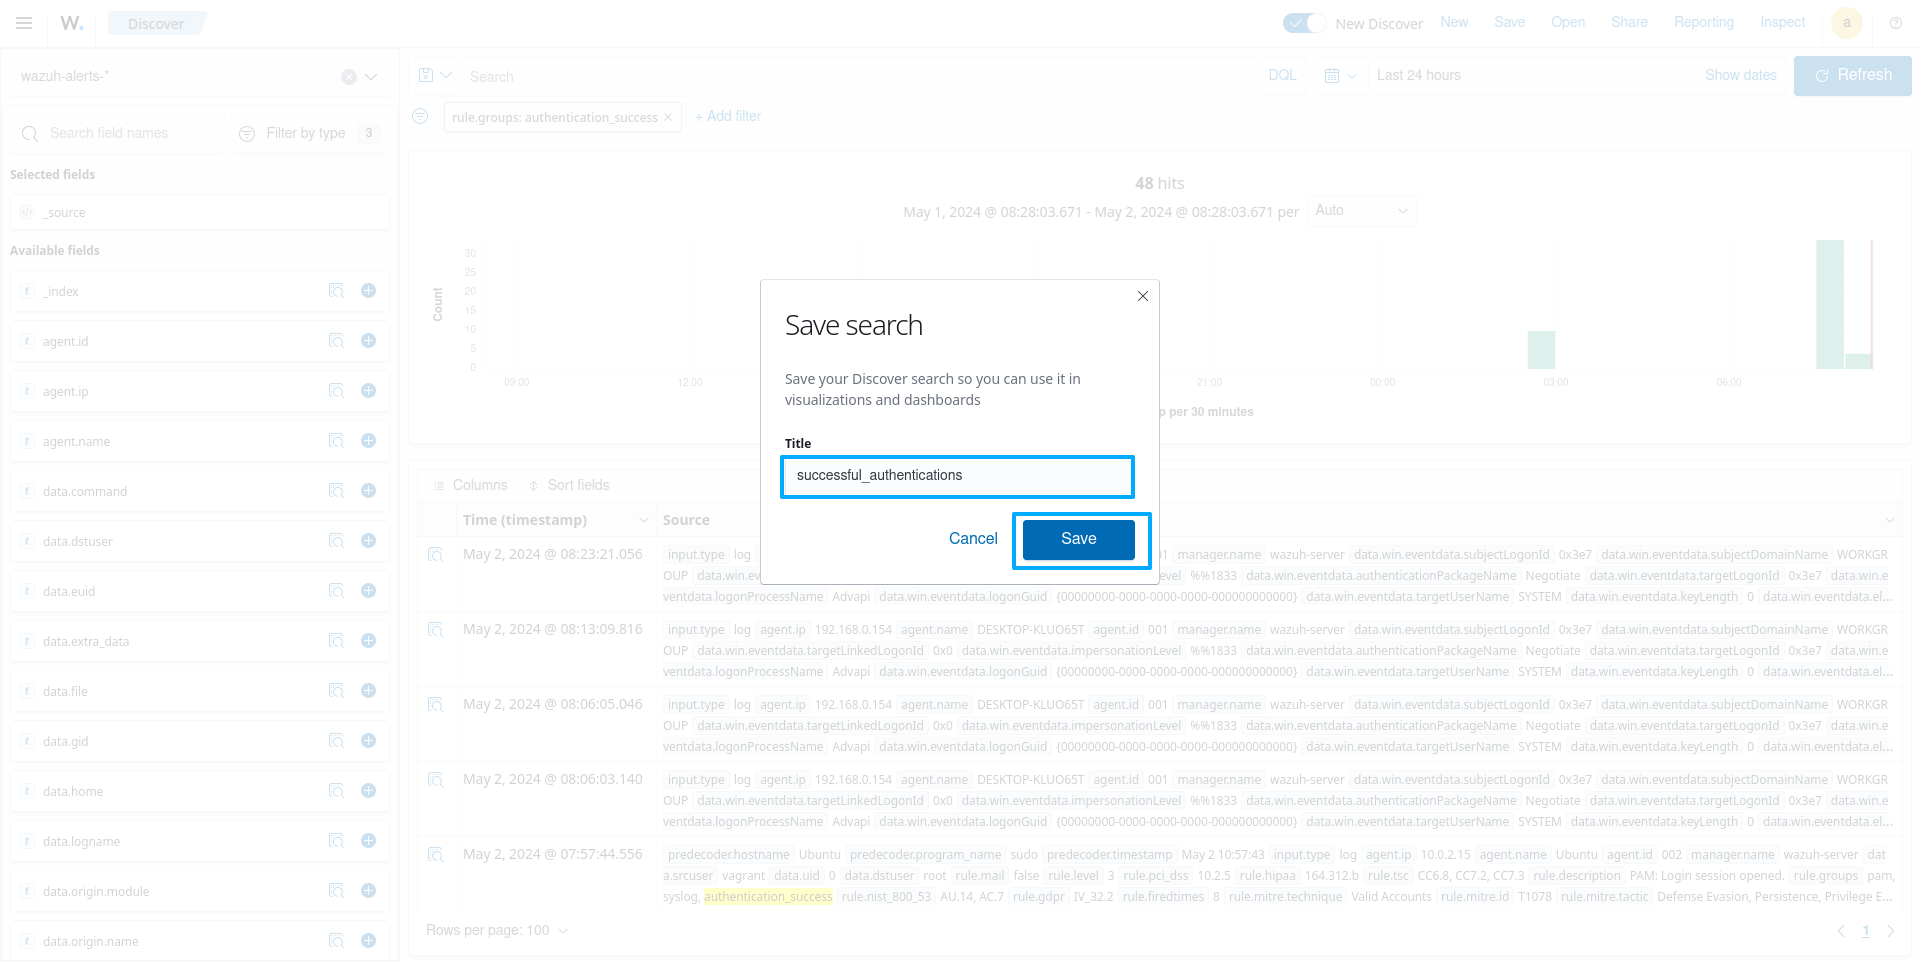 W.
Discover
New Discover
New
Save
Open
Share
Reporting
Inspect
a
wazuh-alerts-*
Search
DQL
Last 24 hours
Show dates
Refresh
rule.groups: authentication_success
+ Add filter
Search field names
Filter by type 3
Selected fields
_source
Available fields
t _index
t agent.id
t agent.ip
t agent.name
t data.command
t data.dstuser
t data.euid
t data.extra_data
t data.file
t data.gid
t data.home
t data.logname
t data.origin.module
t data.origin.name
48 hits
May 1, 2024 @ 08:28:03.671 - May 2, 2024 @ 08:28:03.671 per
Auto
Count
30
25
20
15
10
5
0
09:00
12:00
21:00
00:00
03:00
06:00
p per 30 minutes
Save search
Save your Discover search so you can use it in
visualizations and dashboards
Title
successful_authentications
Cancel
Save
Columns
Sort fields
Time (timestamp)
Source
May 2, 2024 @ 08:23:21.056
input.type log 01 manager.name wazuh-server data.win.eventdata.subjectLogonId 0x3e7 data.win.eventdata.subjectDomainName WORKGR
OUP data.win.ev evel %%1833 data.win.eventdata.authenticationPackageName Negotiate data.win.eventdata.targetLogonId 0x3e7 data.win.e
ventdata.logonProcessName Advapi data.win.eventdata.logonGuid {00000000-0000-0000-0000-000000000000} data.win.eventdata.targetUserName SYSTEM data.win.eventdata.keyLength 0 data.win.eventdata.el...
May 2, 2024 @ 08:13:09.816
input.type log agent.ip 192.168.0.154 agent.name DESKTOP-KLUO65T agent.id 001 manager.name wazuh-server data.win.eventdata.subjectLogonId 0x3e7 data.win.eventdata.subjectDomainName WORKGR
OUP data.win.eventdata.targetLinkedLogonId 0x0 data.win.eventdata.impersonationLevel %%1833 data.win.eventdata.authenticationPackageName Negotiate data.win.eventdata.targetLogonId 0x3e7 data.win.e
ventdata.logonProcessName Advapi data.win.eventdata.logonGuid {00000000-0000-0000-0000-000000000000} data.win.eventdata.targetUserName SYSTEM data.win.eventdata.keyLength 0 data.win.eventdata.el...
May 2, 2024 @ 08:06:05.046
input.type log agent.ip 192.168.0.154 agent.name DESKTOP-KLUO65T agent.id 001 manager.name wazuh-server data.win.eventdata.subjectLogonId 0x3e7 data.win.eventdata.subjectDomainName WORKGR
OUP data.win.eventdata.targetLinkedLogonId 0x0 data.win.eventdata.impersonationLevel %%1833 data.win.eventdata.authenticationPackageName Negotiate data.win.eventdata.targetLogonId 0x3e7 data.win.e
ventdata.logonProcessName Advapi data.win.eventdata.logonGuid {00000000-0000-0000-0000-000000000000} data.win.eventdata.targetUserName SYSTEM data.win.eventdata.keyLength 0 data.win.eventdata.el...
May 2, 2024 @ 08:06:03.140
input.type log agent.ip 192.168.0.154 agent.name DESKTOP-KLUO65T agent.id 001 manager.name wazuh-server data.win.eventdata.subjectLogonId 0x3e7 data.win.eventdata.subjectDomainName WORKGR
OUP data.win.eventdata.targetLinkedLogonId 0x0 data.win.eventdata.impersonationLevel %%1833 data.win.eventdata.authenticationPackageName Negotiate data.win.eventdata.targetLogonId 0x3e7 data.win.e
ventdata.logonProcessName Advapi data.win.eventdata.logonGuid {00000000-0000-0000-0000-000000000000} data.win.eventdata.targetUserName SYSTEM data.win.eventdata.keyLength 0 data.win.eventdata.el...
May 2, 2024 @ 07:57:44.556
predecoder.hostname Ubuntu predecoder.program_name sudo predecoder.timestamp May 2 10:57:43 input.type log agent.ip 10.0.2.15 agent.name Ubuntu agent.id 002 manager.name wazuh-server dat
a.srcuser vagrant data.uid 0 data.dstuser root rule.mail false rule.level 3 rule.pci_dss 10.2.5 rule.hipaa 164.312.b rule.tsc CC6.8, CC7.2, CC7.3 rule.description PAM: Login session opened. rule.groups pam,
syslog, authentication_success rule.nist_800_53 AU.14, AC.7 rule.gdpr IV_32.2 rule.firedtimes 8 rule.mitre.technique Valid Accounts rule.mitre.id T1078 rule.mitre.tactic Defense Evasion, Persistence, Privilege E...
Rows per page: 100
1